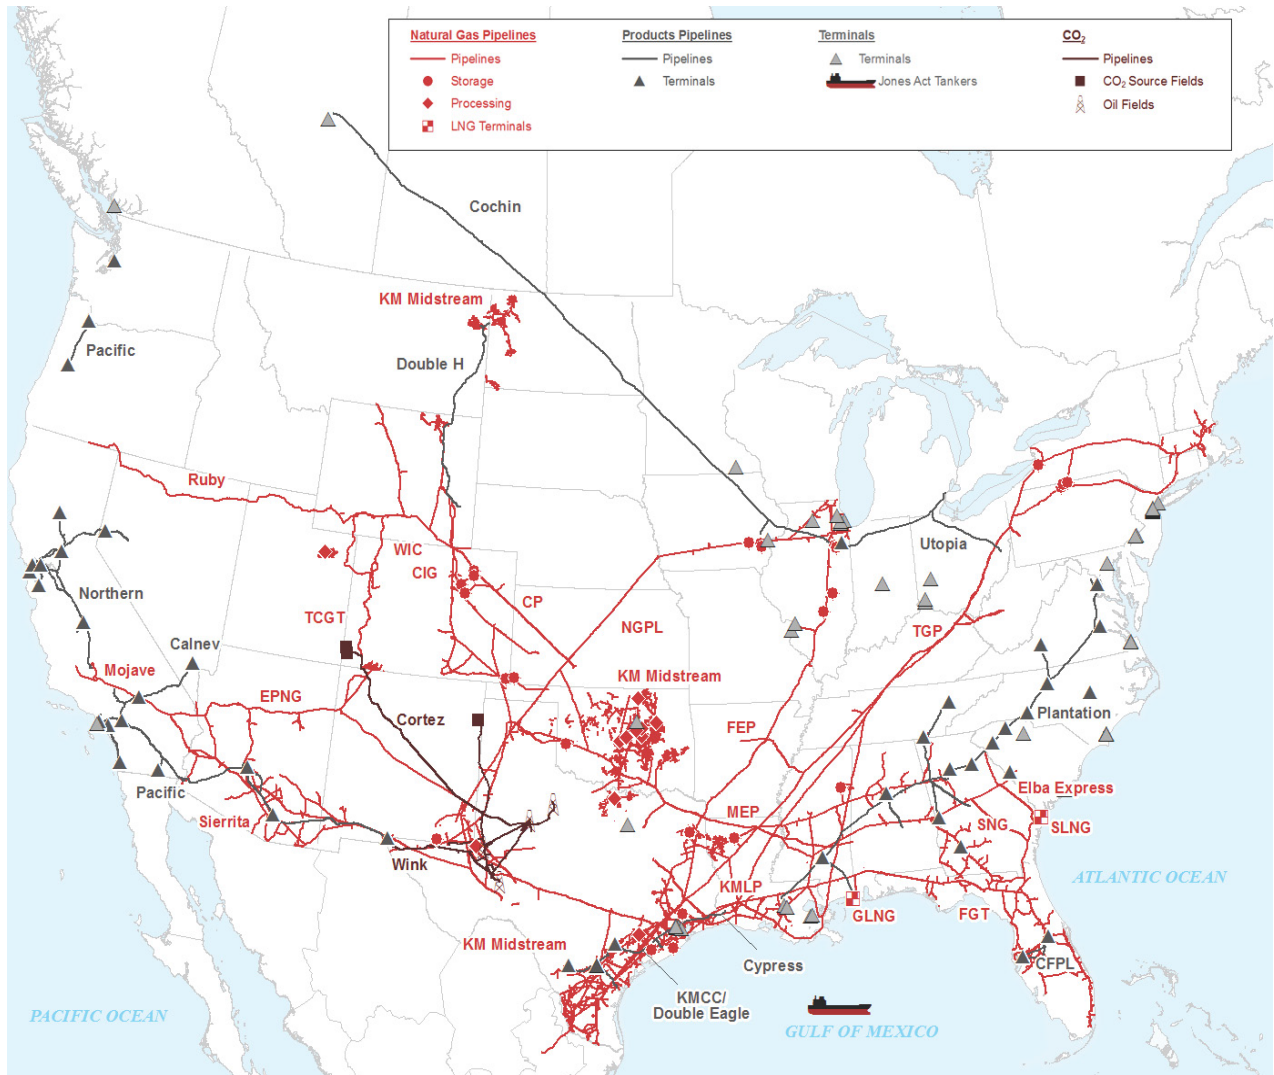 Natural Gas Pipelines
Pipelines
Storage
Processing
LNG Terminals
Products Pipelines
Pipelines
Terminals
Terminals
Terminals
Jones Act Tankers
CO2
Pipelines
CO2 Source Fields
Oil Fields
Cochin
KM Midstream
Pacific
Double H
Ruby
WIC
CIG
Utopia
Northern
TCGT
CP
NGPL
TGP
Calnev
Mojave
EPNG
KM Midstream
Cortez
FEP
Plantation
Pacific
Elba Express
Sierrita
MEP
SNG
SLNG
Wink
KMLP
ATLANTIC OCEAN
GLNG
FGT
KM Midstream
Cypress
CFPL
KMCC/
Double Eagle
PACIFIC OCEAN
GULF OF MEXICO